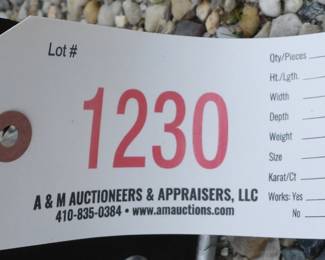 Lot #
1230
A & M AUCTIONEERS & APPRAISERS, LLC
410-835-0384 • www.amauctions.com
Qty/Pieces
Ht./Lgth.
Width
Depth
Weight
Size
Karat/Ct
Works: Yes
No